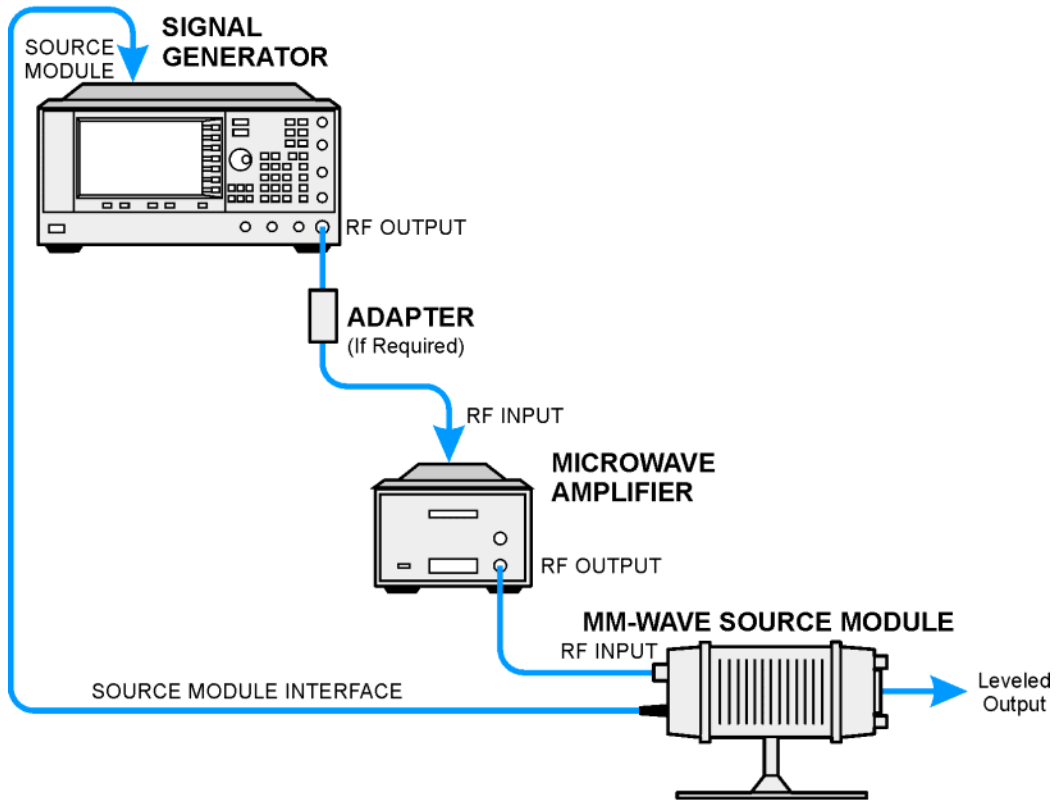 SIGNAL
GENERATOR
SOURCE
MODULE
RF OUTPUT
ADAPTER
(If Required)
RF INPUT
MICROWAVE
AMPLIFIER
RF OUTPUT
MM-WAVE SOURCE MODULE
RF INPUT
SOURCE MODULE INTERFACE
Leveled
Output